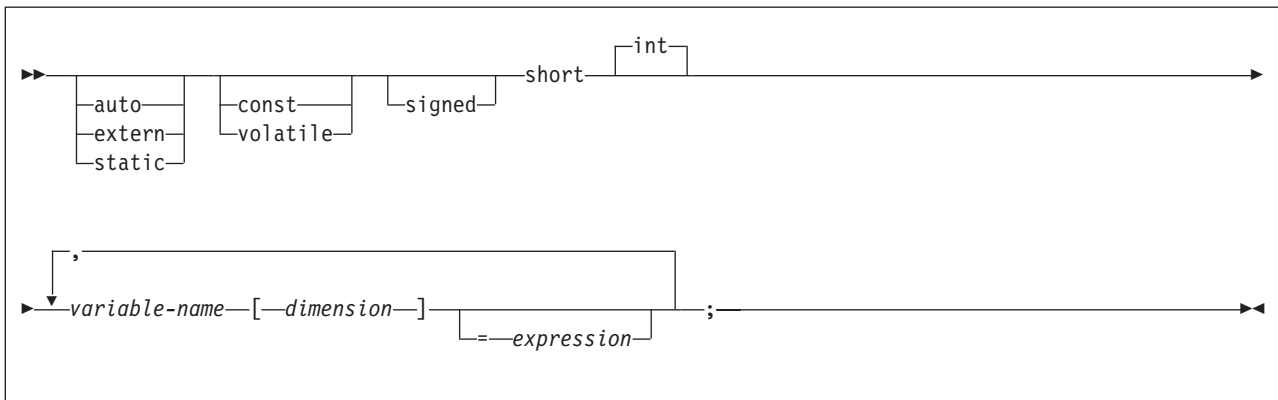 int
short
auto const signed
extern volatile
static
,
variable-name [ dimension ] ;
= expression